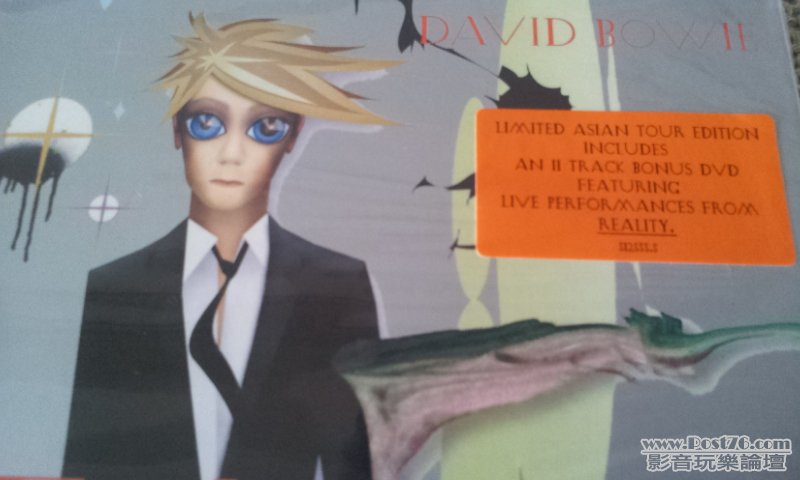 DAVID BOWIE
LIMITED ASIAN TOUR EDITION
INCLUDES
AN 11 TRACK BONUS DVD
FEATURING
LIVE PERFORMANCES FROM
REALITY.
www.Post76.com
影音玩樂論壇